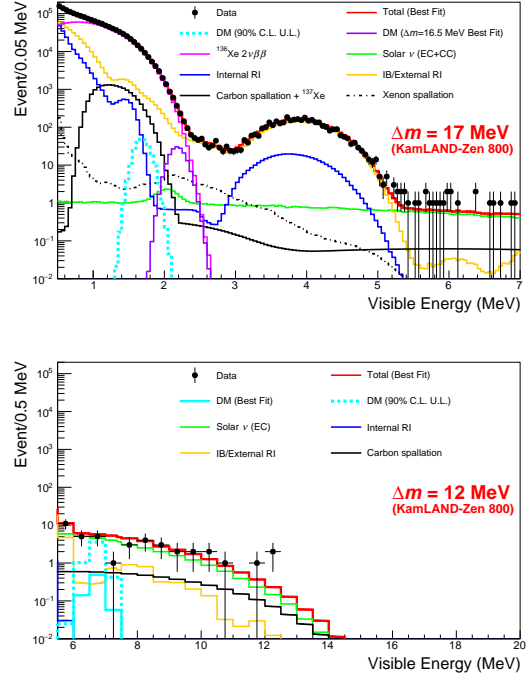 Event/0.05 MeV
10^5
10^4
10^3
10^2
10
1
10^-1
10^-2
Data
Total (Best Fit)
DM (90% C.L. U.L.)
DM (Δm=16.5 MeV Best Fit)
^136Xe 2νββ
Solar ν (EC+CC)
Internal RI
IB/External RI
Carbon spallation + ^137Xe
Xenon spallation
Δm = 17 MeV
(KamLAND-Zen 800)
1 2 3 4 5 6 7
Visible Energy (MeV)
Event/0.5 MeV
10^5
10^4
10^3
10^2
10
1
10^-1
10^-2
Data
Total (Best Fit)
DM (Best Fit)
DM (90% C.L. U.L.)
Solar ν (EC)
Internal RI
IB/External RI
Carbon spallation
Δm = 12 MeV
(KamLAND-Zen 800)
6 8 10 12 14 16 18 20
Visible Energy (MeV)